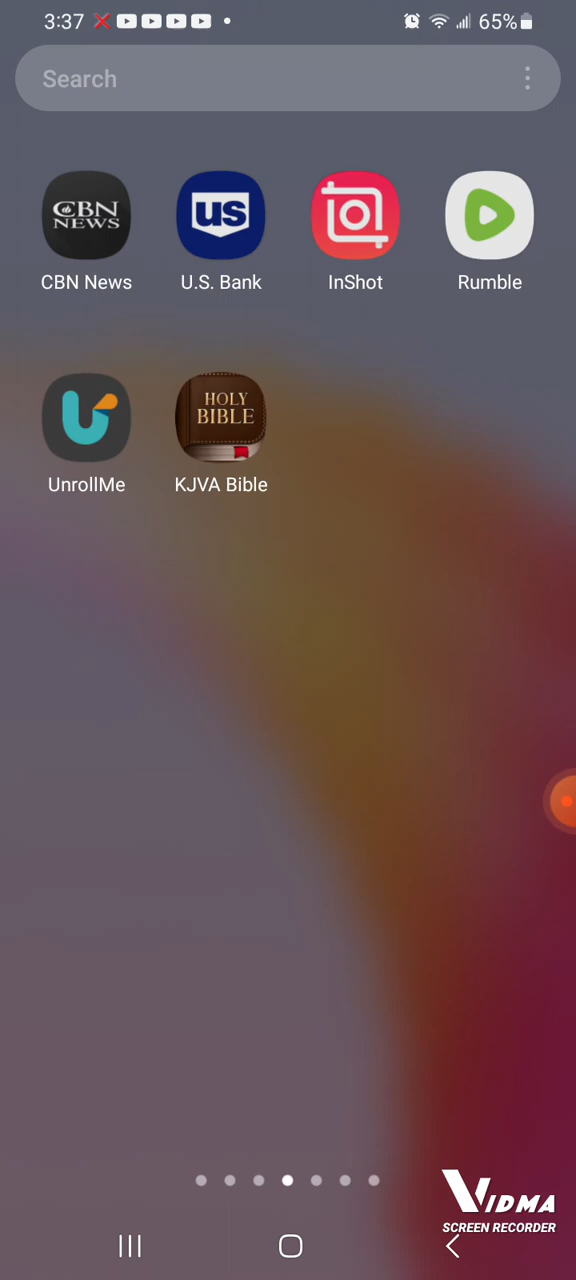 3:37
65%
Search
CBN
NEWS
us
HOLY
BIBLE
CBN News
U.S. Bank
InShot
Rumble
UnrollMe
KJVA Bible
VIDMA
SCREEN RECORDER